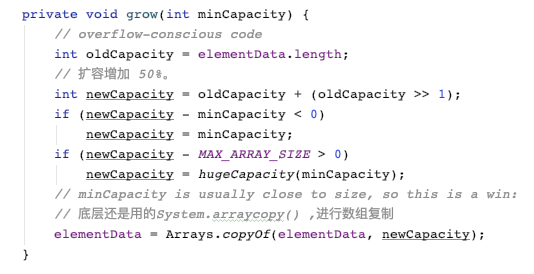 private void grow(int minCapacity) {
    // overflow-conscious code
    int oldCapacity = elementData.length;
    // 扩容增加 50%。
    int newCapacity = oldCapacity + (oldCapacity >> 1);
    if (newCapacity - minCapacity < 0)
        newCapacity = minCapacity;
    if (newCapacity - MAX_ARRAY_SIZE > 0)
        newCapacity = hugeCapacity(minCapacity);
    // minCapacity is usually close to size, so this is a win:
    // 底层还是用的System.arraycopy() ,进行数组复制
    elementData = Arrays.copyOf(elementData, newCapacity);
}